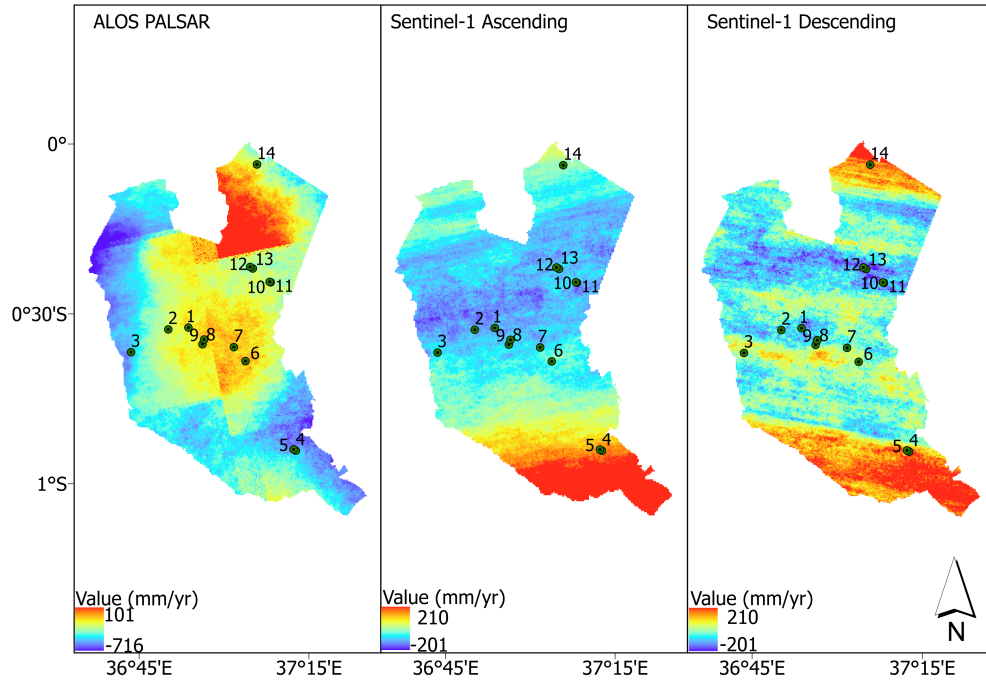 ALOS PALSAR
Sentinel-1 Ascending
Sentinel-1 Descending
0°
0°30'S
1°S
14
12 13
10 11
2 1
3 9 8 7
6
5 4
14
12 13
10 11
2 1
3 9 8 7
6
5 4
14
12 13
10 11
2 1
3 9 8 7
6
5 4
Value (mm/yr)
101
-716
Value (mm/yr)
210
-201
Value (mm/yr)
210
-201
N
36°45'E
37°15'E
36°45'E
37°15'E
36°45'E
37°15'E